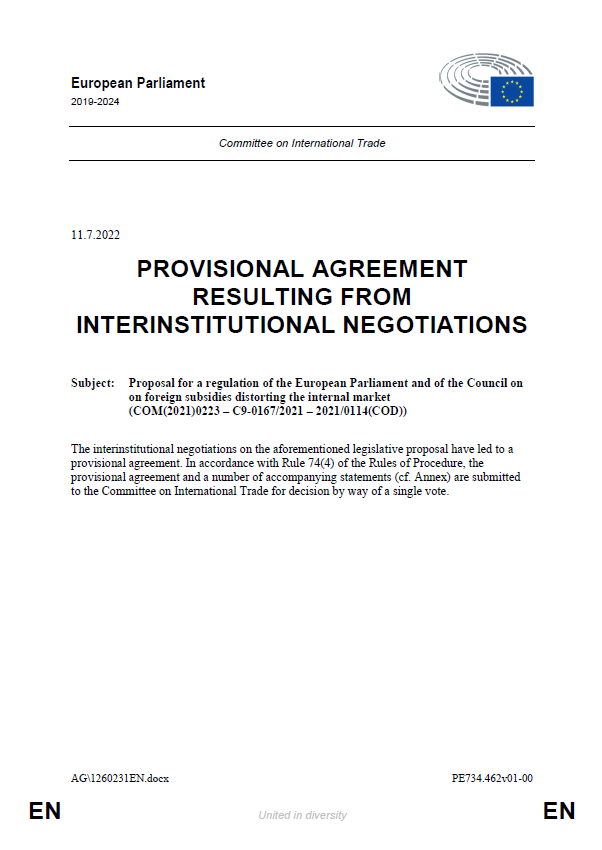 European Parliament
2019-2024
Committee on International Trade
11.7.2022
PROVISIONAL AGREEMENT
RESULTING FROM
INTERINSTITUTIONAL NEGOTIATIONS
Subject: Proposal for a regulation of the European Parliament and of the Council on
on foreign subsidies distorting the internal market
(COM(2021)0223 – C9-0167/2021 – 2021/0114(COD))
The interinstitutional negotiations on the aforementioned legislative proposal have led to a
provisional agreement. In accordance with Rule 74(4) of the Rules of Procedure, the
provisional agreement and a number of accompanying statements (cf. Annex) are submitted
to the Committee on International Trade for decision by way of a single vote.
AG\1260231EN.docx PE734.462v01-00
EN United in diversity EN